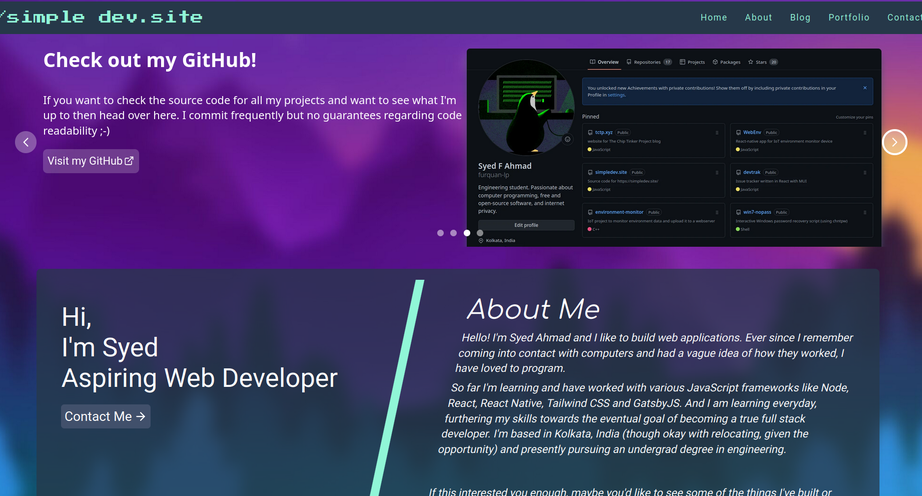 /simple dev.site
Home About Blog Portfolio Contact
Check out my GitHub!
If you want to check the source code for all my projects and want to see what I'm
up to then head over here. I commit frequently but no guarantees regarding code
readability ;-)
Visit my GitHub
Overview Repositories 17 Projects Packages Stars
You unlocked new Achievements with private contributions! Show them off by including private contributions in your
Profile in settings.
Pinned Customize your pins
tctp.xyz Public
website for The Chip Tinker Project blog
JavaScript
WebEnv Public
React-native app for IoT environment monitor device
JavaScript
simpledev.site Public
Source code for https://simpledev.site/
JavaScript
devtrak Public
Issue tracker written in React with MUI
JavaScript
environment-monitor Public
IoT project to monitor environment data and upload it to a webserver
C++
win7-nopass Public
Interactive Windows password recovery script (using chntpw)
Shell
Syed F Ahmad
furquan-lp
Engineering student. Passionate about
computer programming, free and
open-source software, and internet
privacy.
Edit profile
Kolkata, India
Hi,
I'm Syed
Aspiring Web Developer
Contact Me →
About Me
Hello! I'm Syed Ahmad and I like to build web applications. Ever since I remember
coming into contact with computers and had a vague idea of how they worked, I
have loved to program.
So far I'm learning and have worked with various JavaScript frameworks like Node,
React, React Native, Tailwind CSS and GatsbyJS. And I am learning everyday,
furthering my skills towards the eventual goal of becoming a true full stack
developer. I'm based in Kolkata, India (though okay with relocating, given the
opportunity) and presently pursuing an undergrad degree in engineering.
If this interested you enough, maybe you'd like to see some of the things I've built or